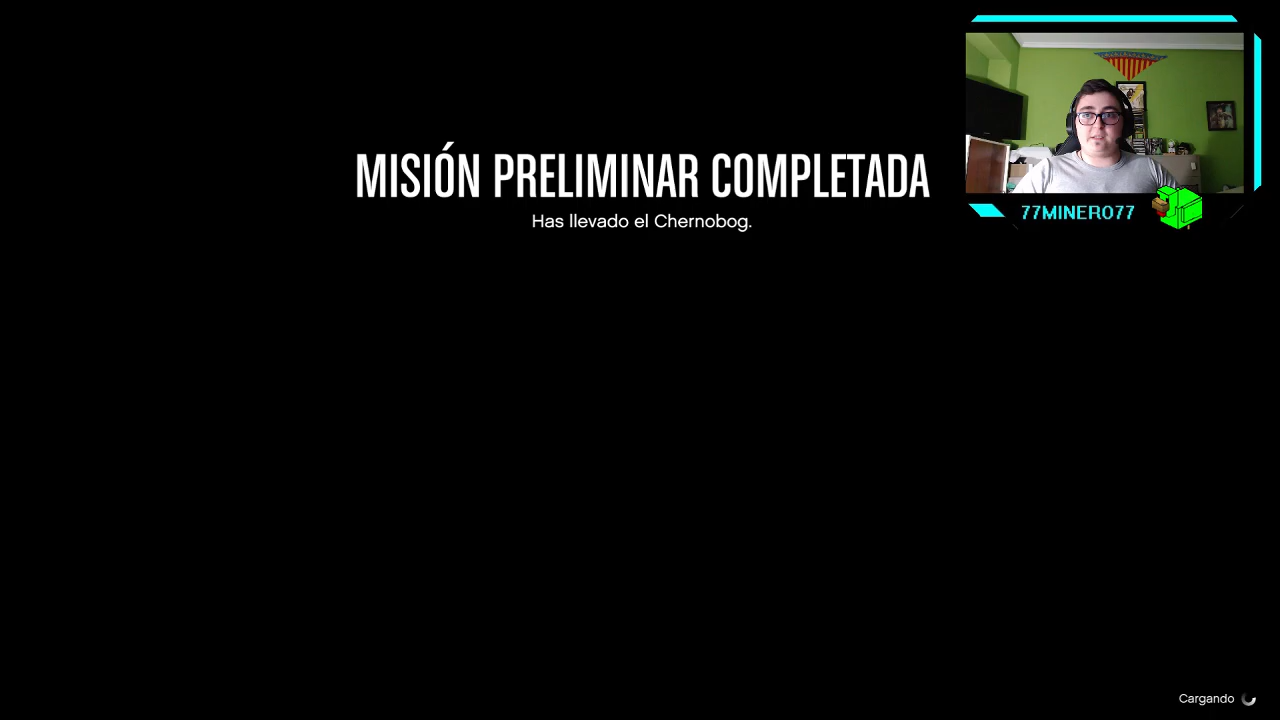 MISIÓN PRELIMINAR COMPLETADA
Has llevado el Chernobog.
77MINERO77
Cargando